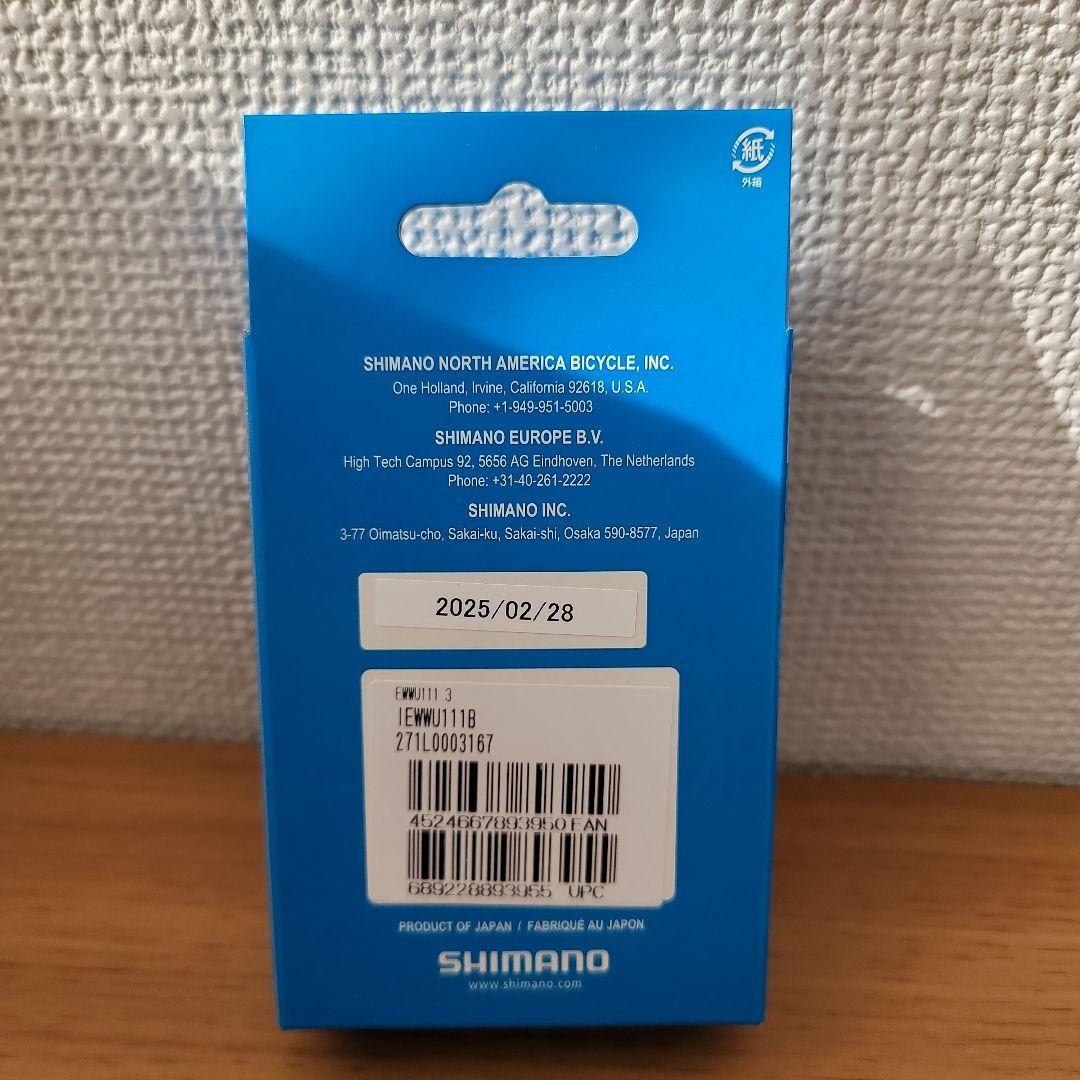 紙
外箱
SHIMANO NORTH AMERICA BICYCLE, INC.
One Holland, Irvine, California 92618, U.S.A.
Phone: +1-949-951-5003
SHIMANO EUROPE B.V.
High Tech Campus 92, 5656 AG Eindhoven, The Netherlands
Phone: +31-40-261-2222
SHIMANO INC.
3-77 Oimatsu-cho, Sakai-ku, Sakai-shi, Osaka 590-8577, Japan
2025/02/28
EWWU111 3
IEWWU111B
271L0003167
4524667893950 EAN
689228893955 UPC
PRODUCT OF JAPAN / FABRIQUÉ AU JAPON
SHIMANO
www.shimano.com